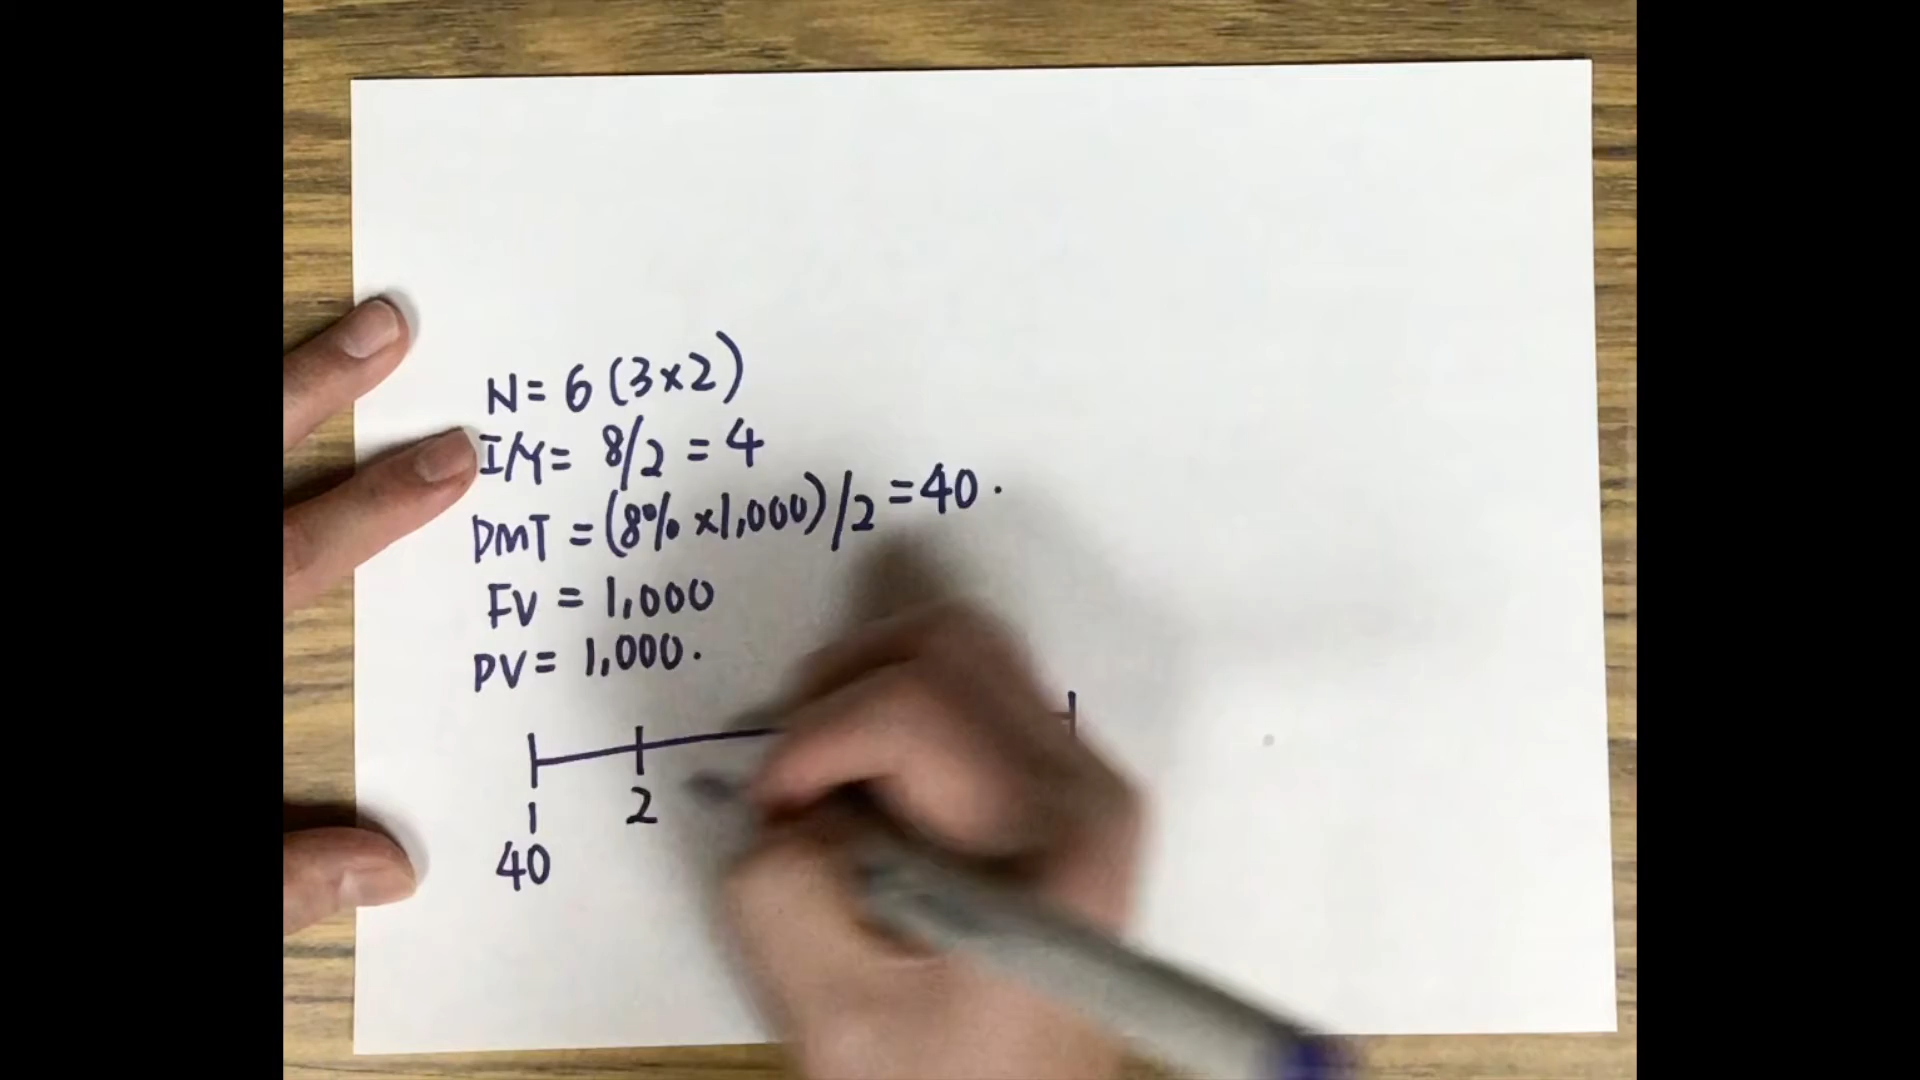 N = 6 (3×2)
I/Y = 8/2 = 4
PMT = (8% ×1,000)/2 = 40.
FV = 1,000
PV = 1,000.
1 2
40